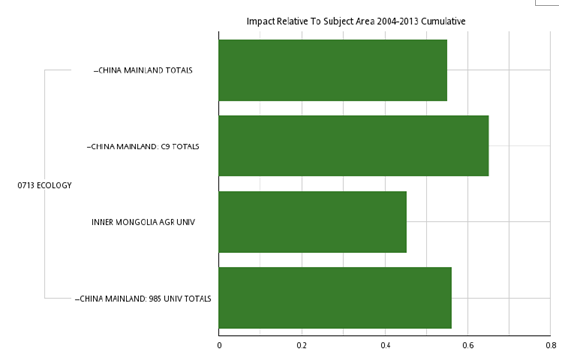 Impact Relative To Subject Area 2004-2013 Cumulative
0713 ECOLOGY
--CHINA MAINLAND TOTALS
--CHINA MAINLAND: C9 TOTALS
INNER MONGOLIA AGR UNIV
--CHINA MAINLAND: 985 UNIV TOTALS
0 0.2 0.4 0.6 0.8